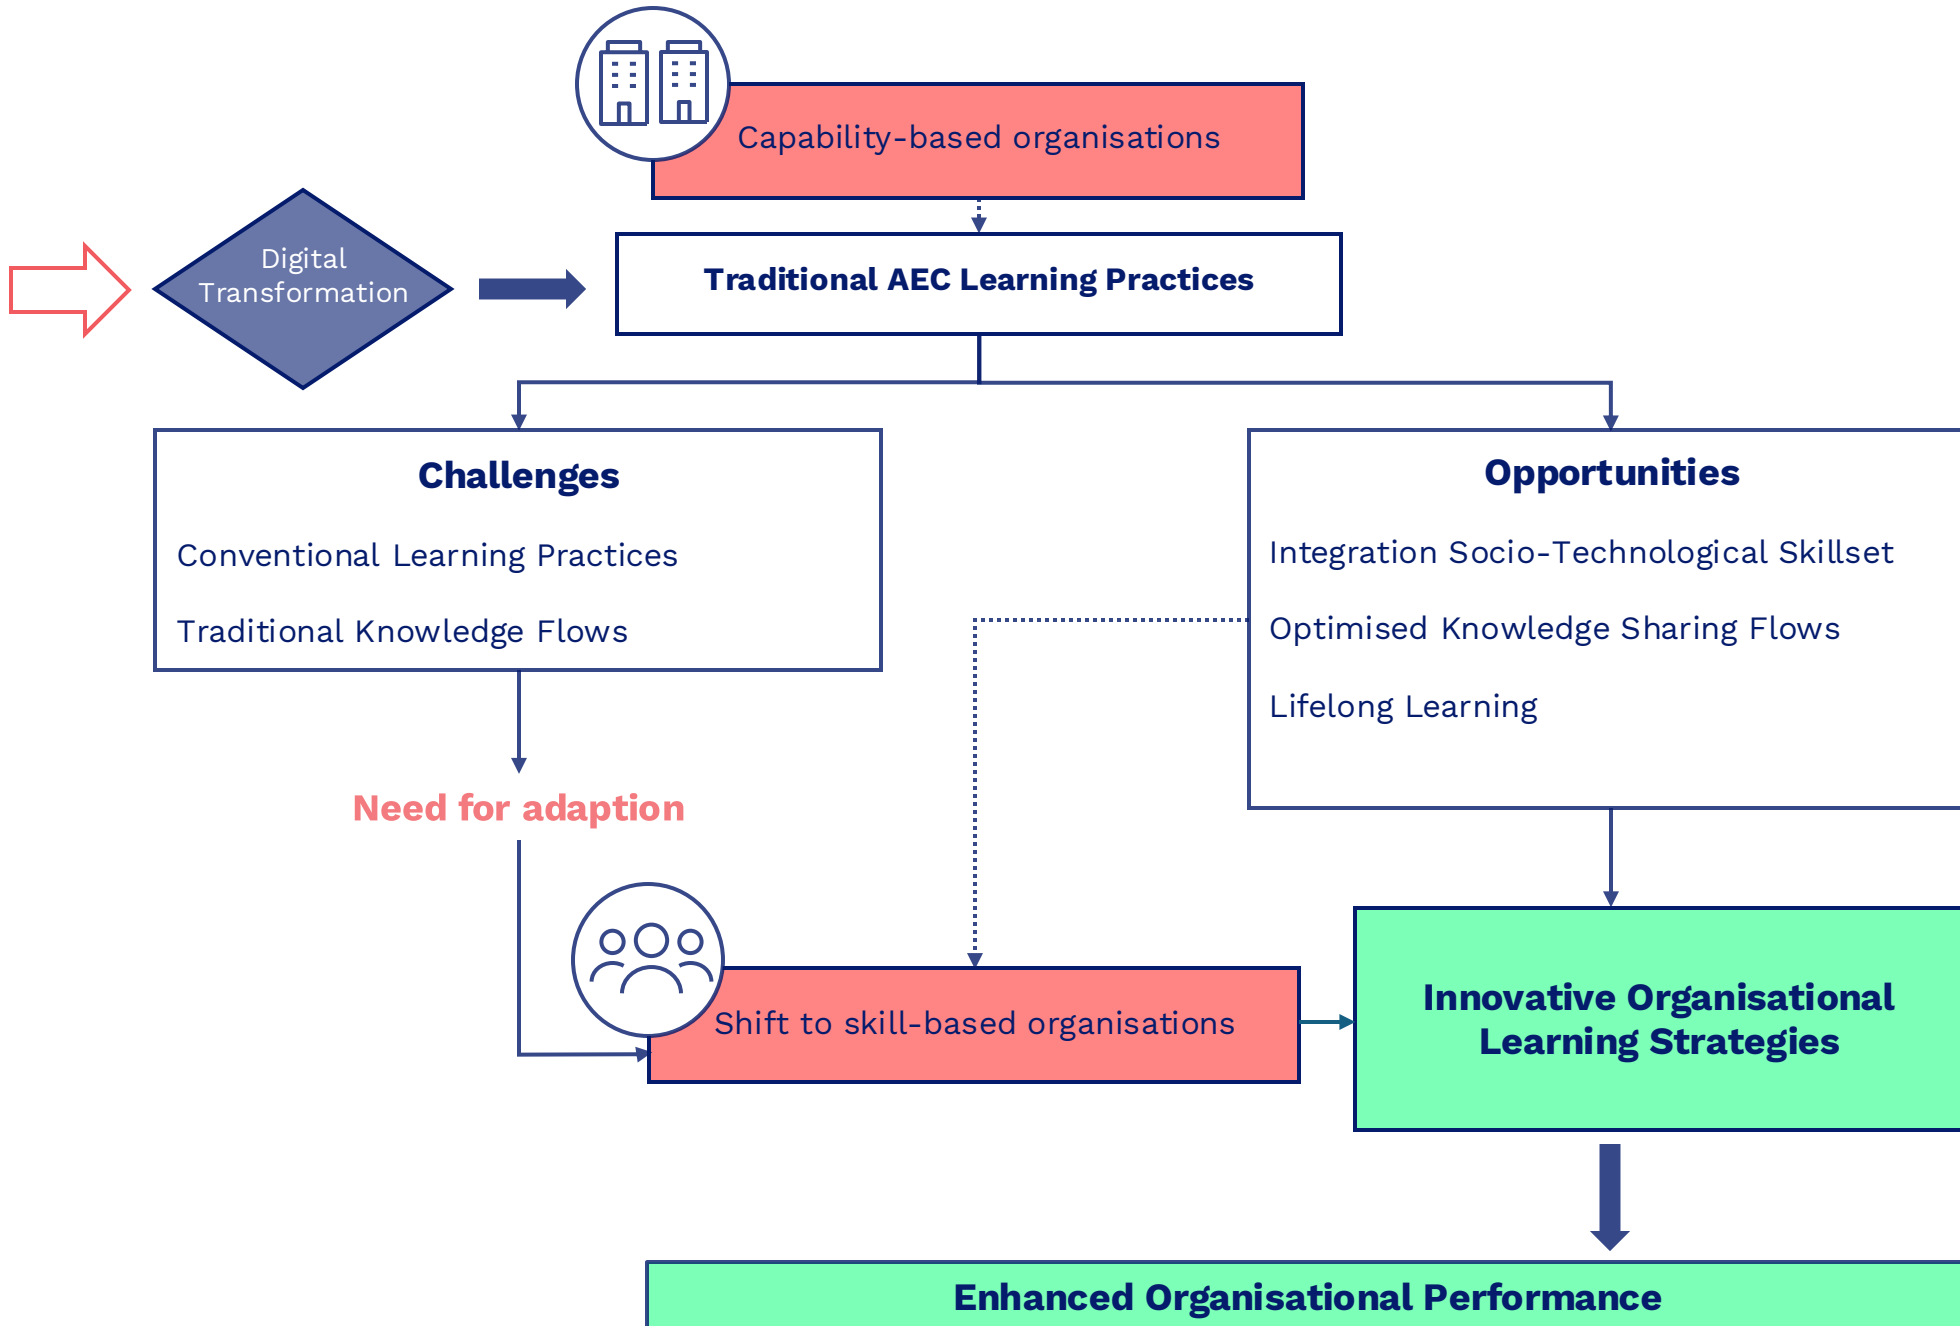 Capability-based organisations
Digital
Transformation
Traditional AEC Learning Practices
Challenges
Conventional Learning Practices
Traditional Knowledge Flows
Opportunities
Integration Socio-Technological Skillset
Optimised Knowledge Sharing Flows
Lifelong Learning
Need for adaption
Shift to skill-based organisations
Innovative Organisational
Learning Strategies
Enhanced Organisational Performance